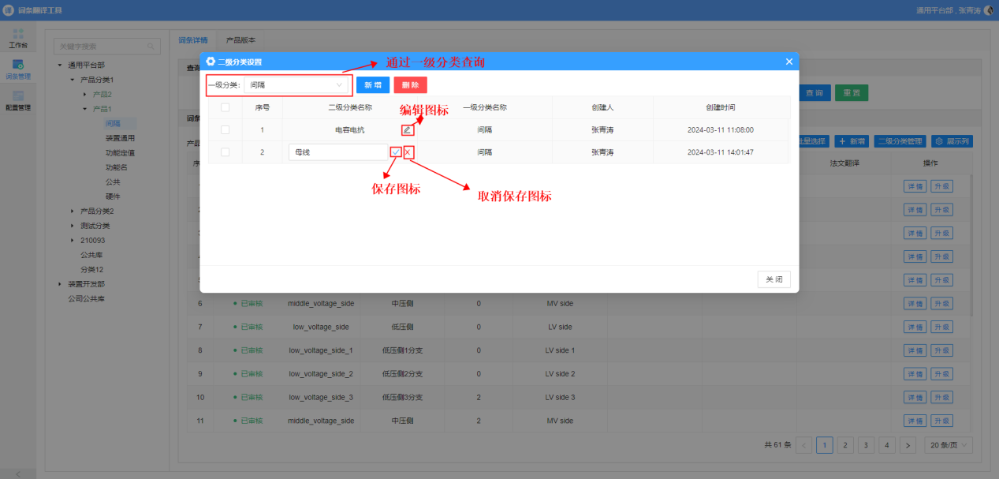 译 词条翻译工具
通用平台部 , 张青涛
工作台
词条管理
配置管理
关键字搜索
通用平台部
产品分类1
产品2
产品1
间隔
装置通用
功能定值
功能名
公共
硬件
产品分类2
测试分类
210093
公共库
分类12
装置开发部
公司公共库
词条详情 产品版本
查询
查 询 重 置
词条
产品
批量选择 + 新增 二级分类管理 展示列
法文翻译 操作
二级分类设置
通过一级分类查询
一级分类: 间隔 新 增 删 除
编辑图标
序号 二级分类名称 一级分类名称 创建人 创建时间
1 电容电抗 间隔 张青涛 2024-03-11 11:08:00
2 母线 间隔 张青涛 2024-03-11 14:01:47
保存图标
取消保存图标
关 闭
详 情 升 级
详 情 升 级
详 情 升 级
详 情 升 级
详 情 升 级
6 已审核 middle_voltage_side 中压侧 0 MV side 详 情 升 级
7 已审核 low_voltage_side 低压侧 0 LV side 详 情 升 级
8 已审核 low_voltage_side_1 低压侧1分支 0 LV side 1 详 情 升 级
9 已审核 low_voltage_side_2 低压侧2分支 0 LV side 2 详 情 升 级
10 已审核 low_voltage_side_3 低压侧3分支 2 LV side 3 详 情 升 级
11 已审核 middle_voltage_side 中压侧 2 MV side 详 情 升 级
共 61 条 < 1 2 3 4 > 20 条/页